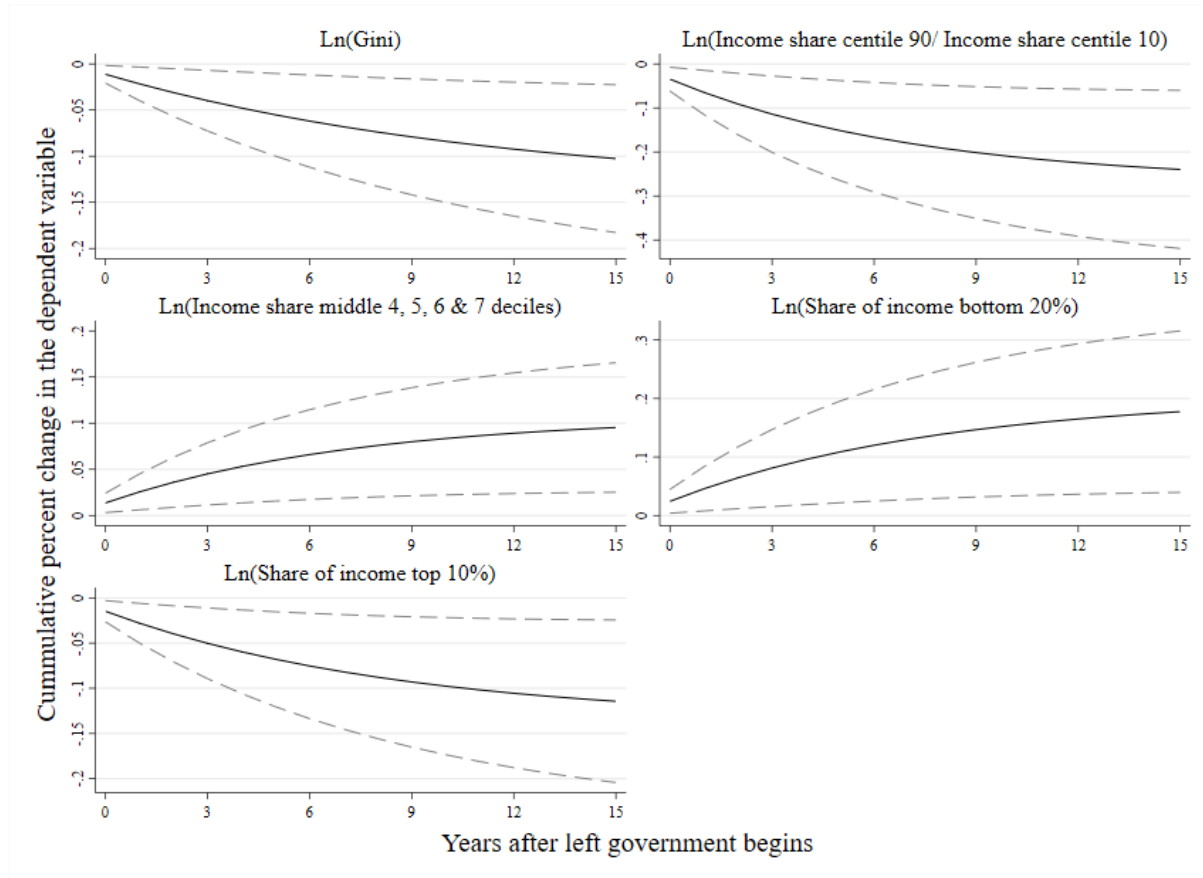 Ln(Gini)
Ln(Income share centile 90/ Income share centile 10)
0
-.05
-.1
-.15
-.2
0 3 6 9 12 15
0
-.1
-.2
-.3
-.4
0 3 6 9 12 15
Ln(Income share middle 4, 5, 6 & 7 deciles)
Ln(Share of income bottom 20%)
.2
.15
.1
.05
0
0 3 6 9 12 15
.3
.2
.1
0
0 3 6 9 12 15
Ln(Share of income top 10%)
0
-.05
-.1
-.15
-.2
0 3 6 9 12 15
Cummulative percent change in the dependent variable
Years after left government begins